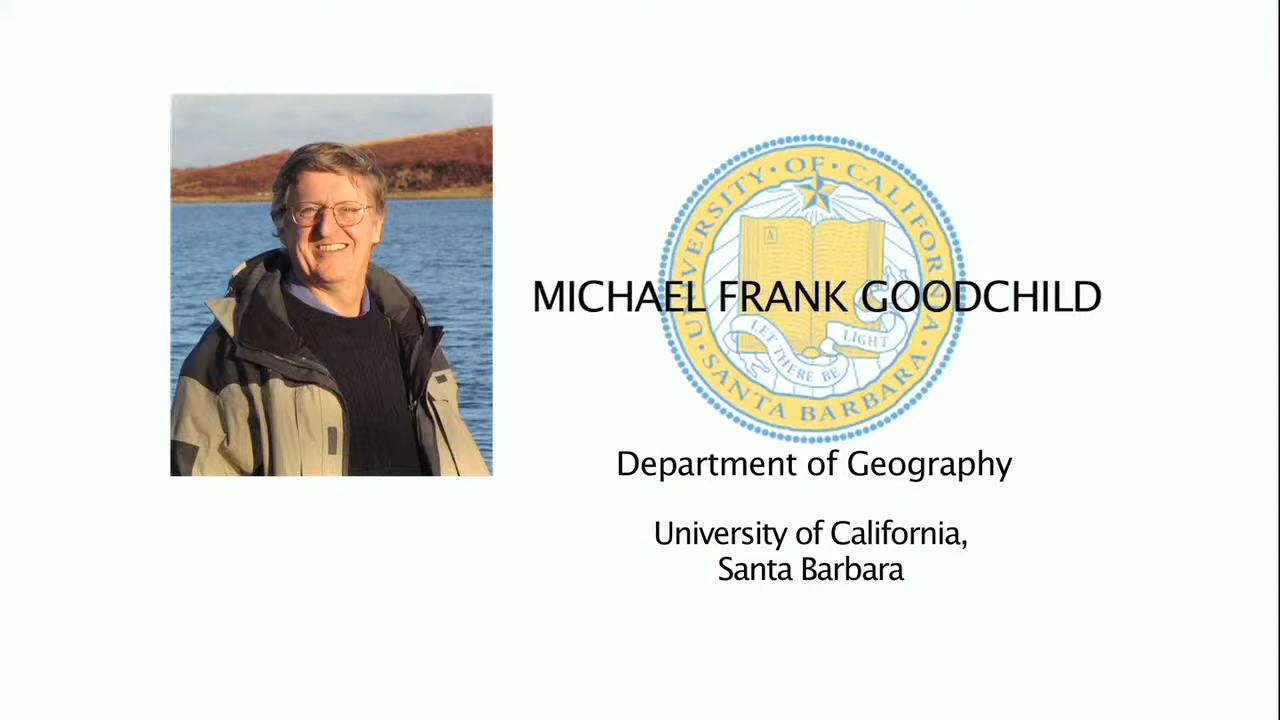 UNIVERSITY · OF · CALIFORNIA · SANTA BARBARA ·
A
LET THERE BE LIGHT
MICHAEL FRANK GOODCHILD
Department of Geography
University of California,
Santa Barbara